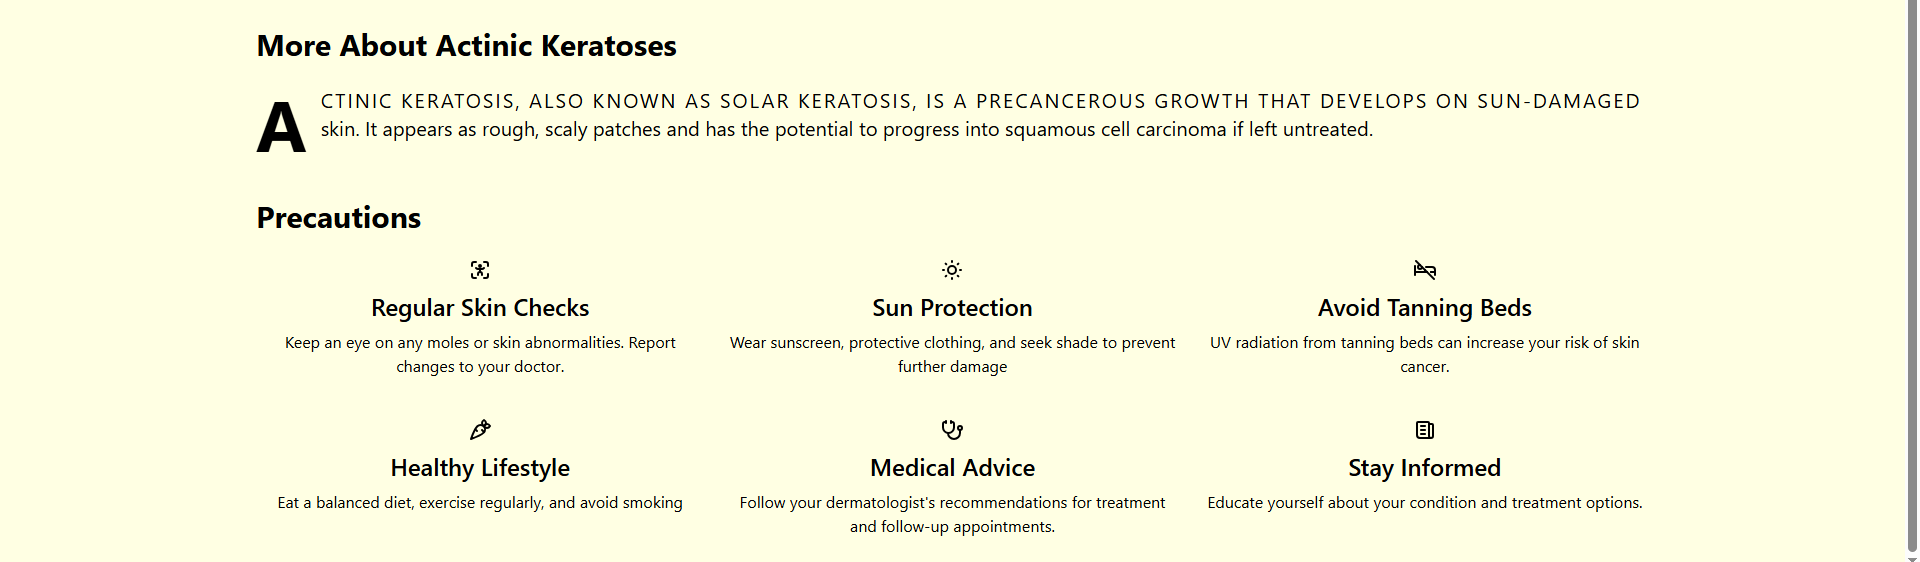 More About Actinic Keratoses
ACTINIC KERATOSIS, ALSO KNOWN AS SOLAR KERATOSIS, IS A PRECANCEROUS GROWTH THAT DEVELOPS ON SUN-DAMAGED
skin. It appears as rough, scaly patches and has the potential to progress into squamous cell carcinoma if left untreated.
Precautions
Regular Skin Checks
Keep an eye on any moles or skin abnormalities. Report
changes to your doctor.
Sun Protection
Wear sunscreen, protective clothing, and seek shade to prevent
further damage
Avoid Tanning Beds
UV radiation from tanning beds can increase your risk of skin
cancer.
Healthy Lifestyle
Eat a balanced diet, exercise regularly, and avoid smoking
Medical Advice
Follow your dermatologist's recommendations for treatment
and follow-up appointments.
Stay Informed
Educate yourself about your condition and treatment options.